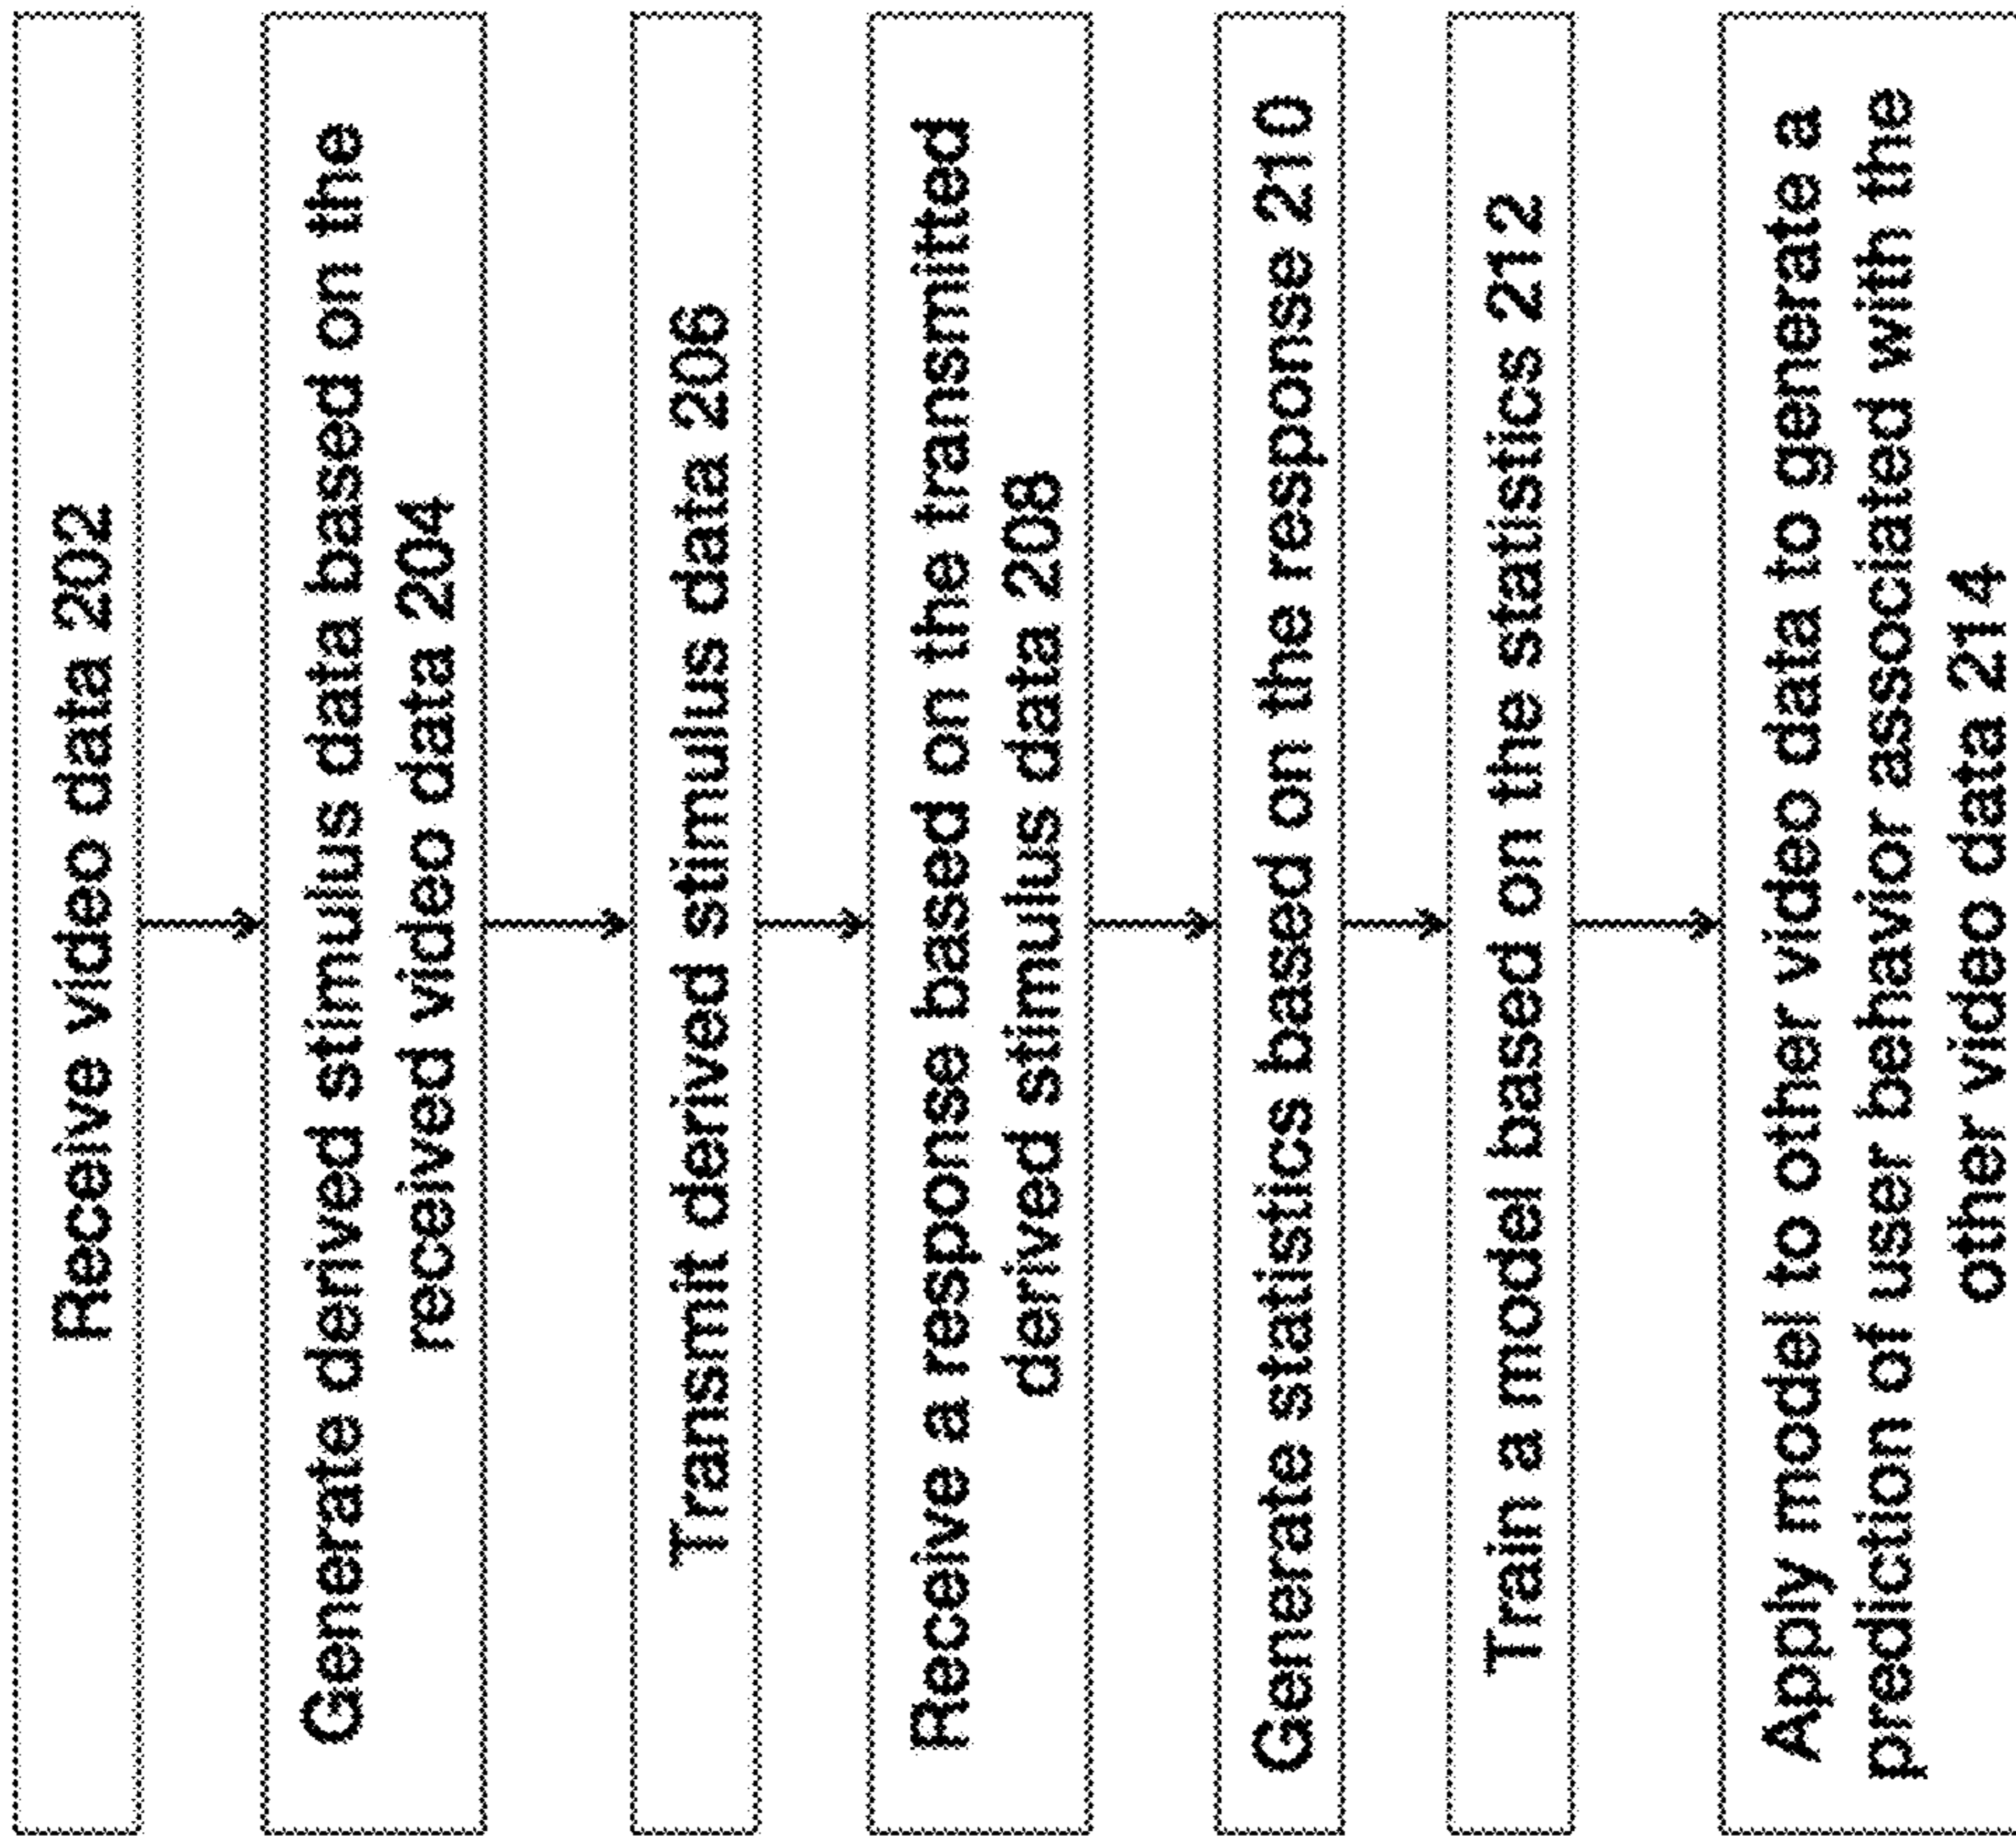 Receive video data 202
Generate derived stimulus data based on the
received video data 204
Transmit derived stimulus data 206
Receive a response based on the transmitted
derived stimulus data 208
Generate statistics based on the response 210
Train a model based on the statistics 212
Apply model to other video data to generate a
prediction of user behavior associated with the
other video data 214